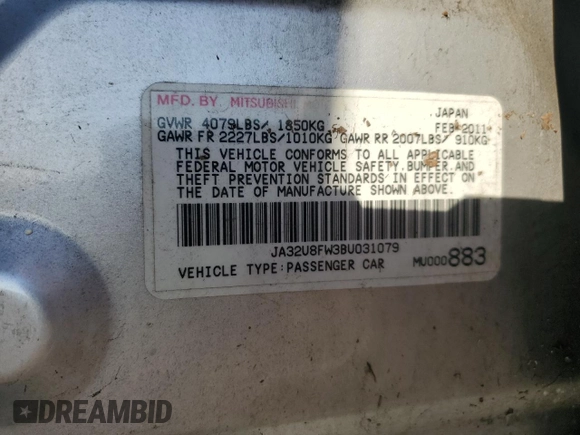 MFD. BY MITSUBISHI
JAPAN
GVWR 4079LBS/ 1850KG
FEB 2011
GAWR FR 2227LBS/1010KG GAWR RR 2007LBS/ 910KG
THIS VEHICLE CONFORMS TO ALL APPLICABLE
FEDERAL MOTOR VEHICLE SAFETY,BUMPER,AND
THEFT PREVENTION STANDARDS IN EFFECT ON
THE DATE OF MANUFACTURE SHOWN ABOVE.
JA32U8FW3BU031079
VEHICLE TYPE:PASSENGER CAR
MU000883
DREAMBID